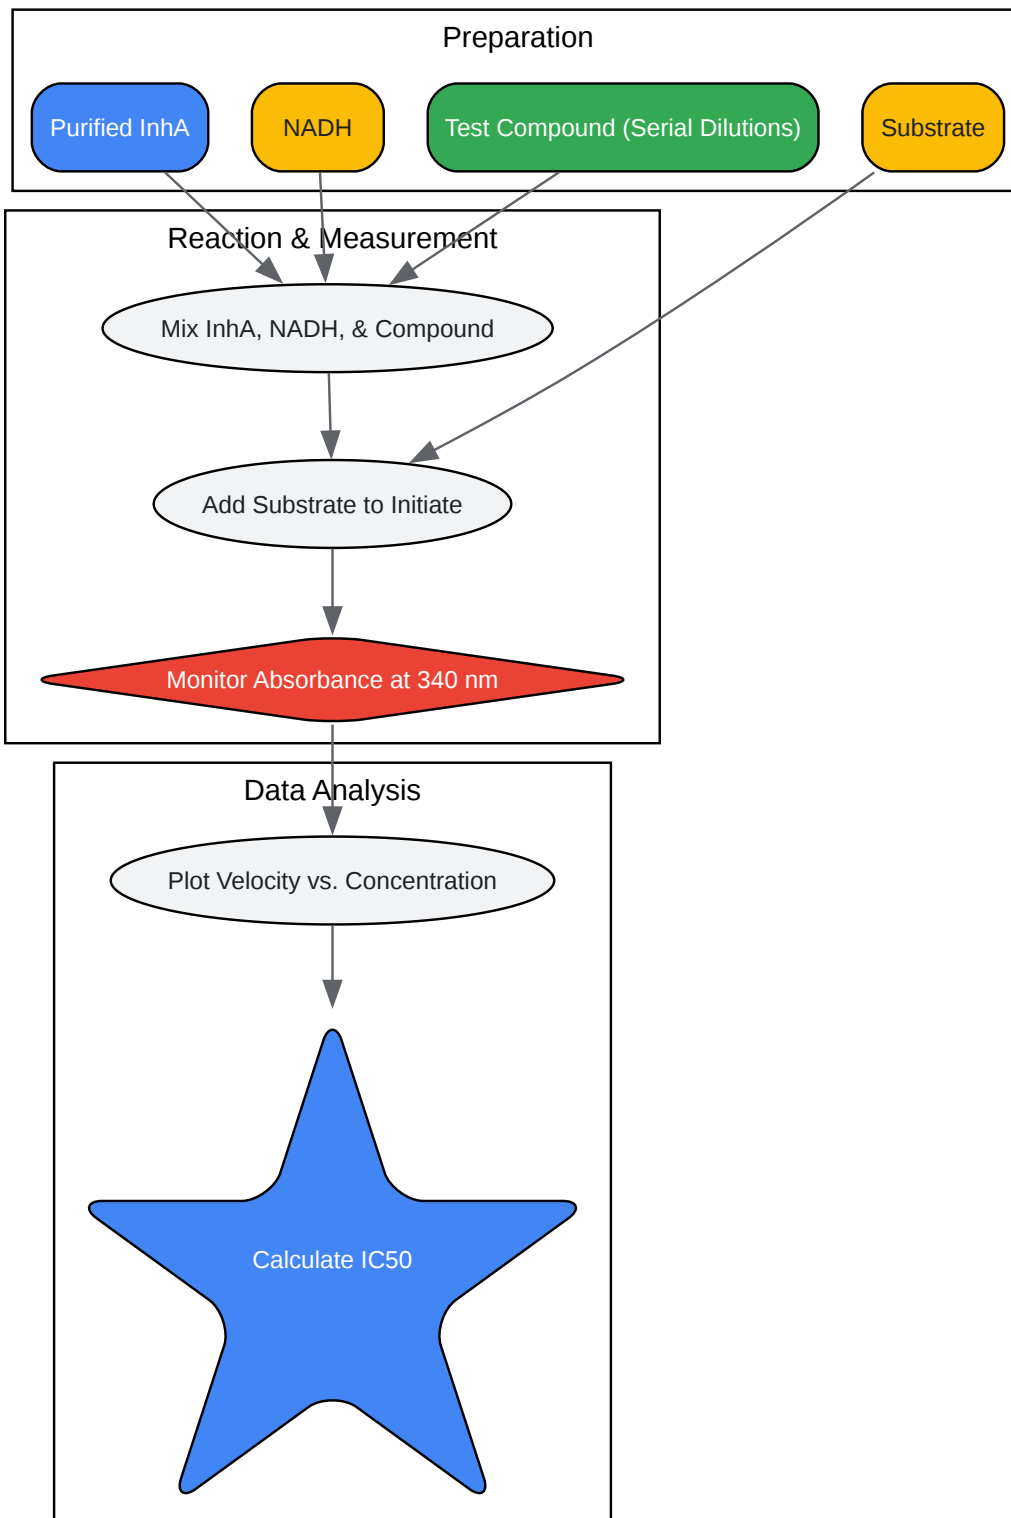 Preparation
Purified InhA
NADH
Test Compound (Serial Dilutions)
Substrate
Reaction & Measurement
Mix InhA, NADH, & Compound
Add Substrate to Initiate
Monitor Absorbance at 340 nm
Data Analysis
Plot Velocity vs. Concentration
Calculate IC50